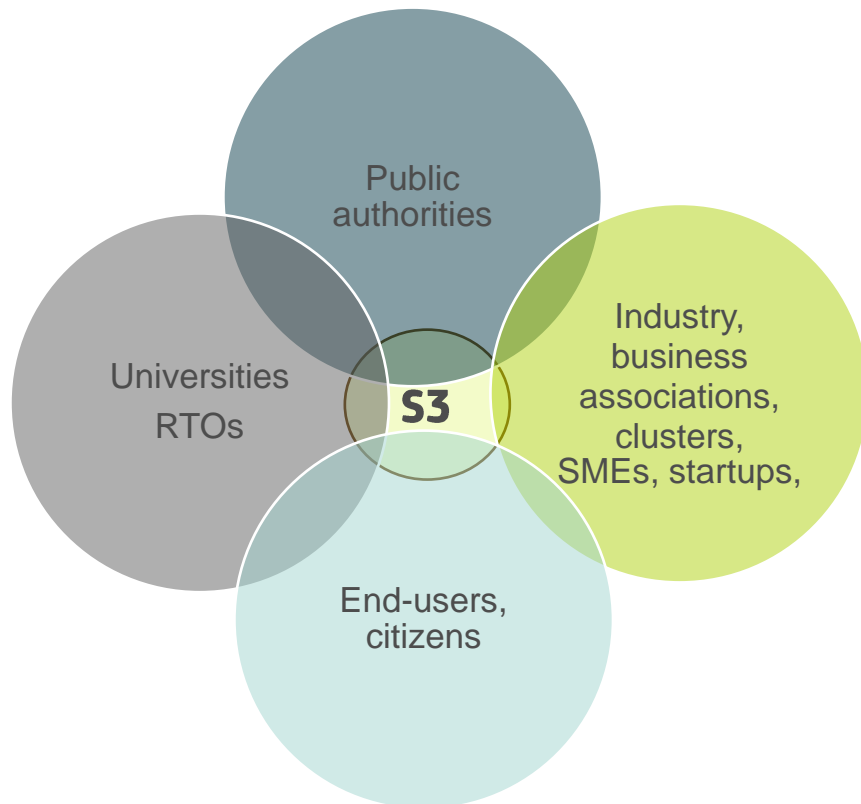 Public
authorities
Industry,
business
associations,
clusters,
SMEs, startups,
Universities
RTOs
S3
End-users,
citizens